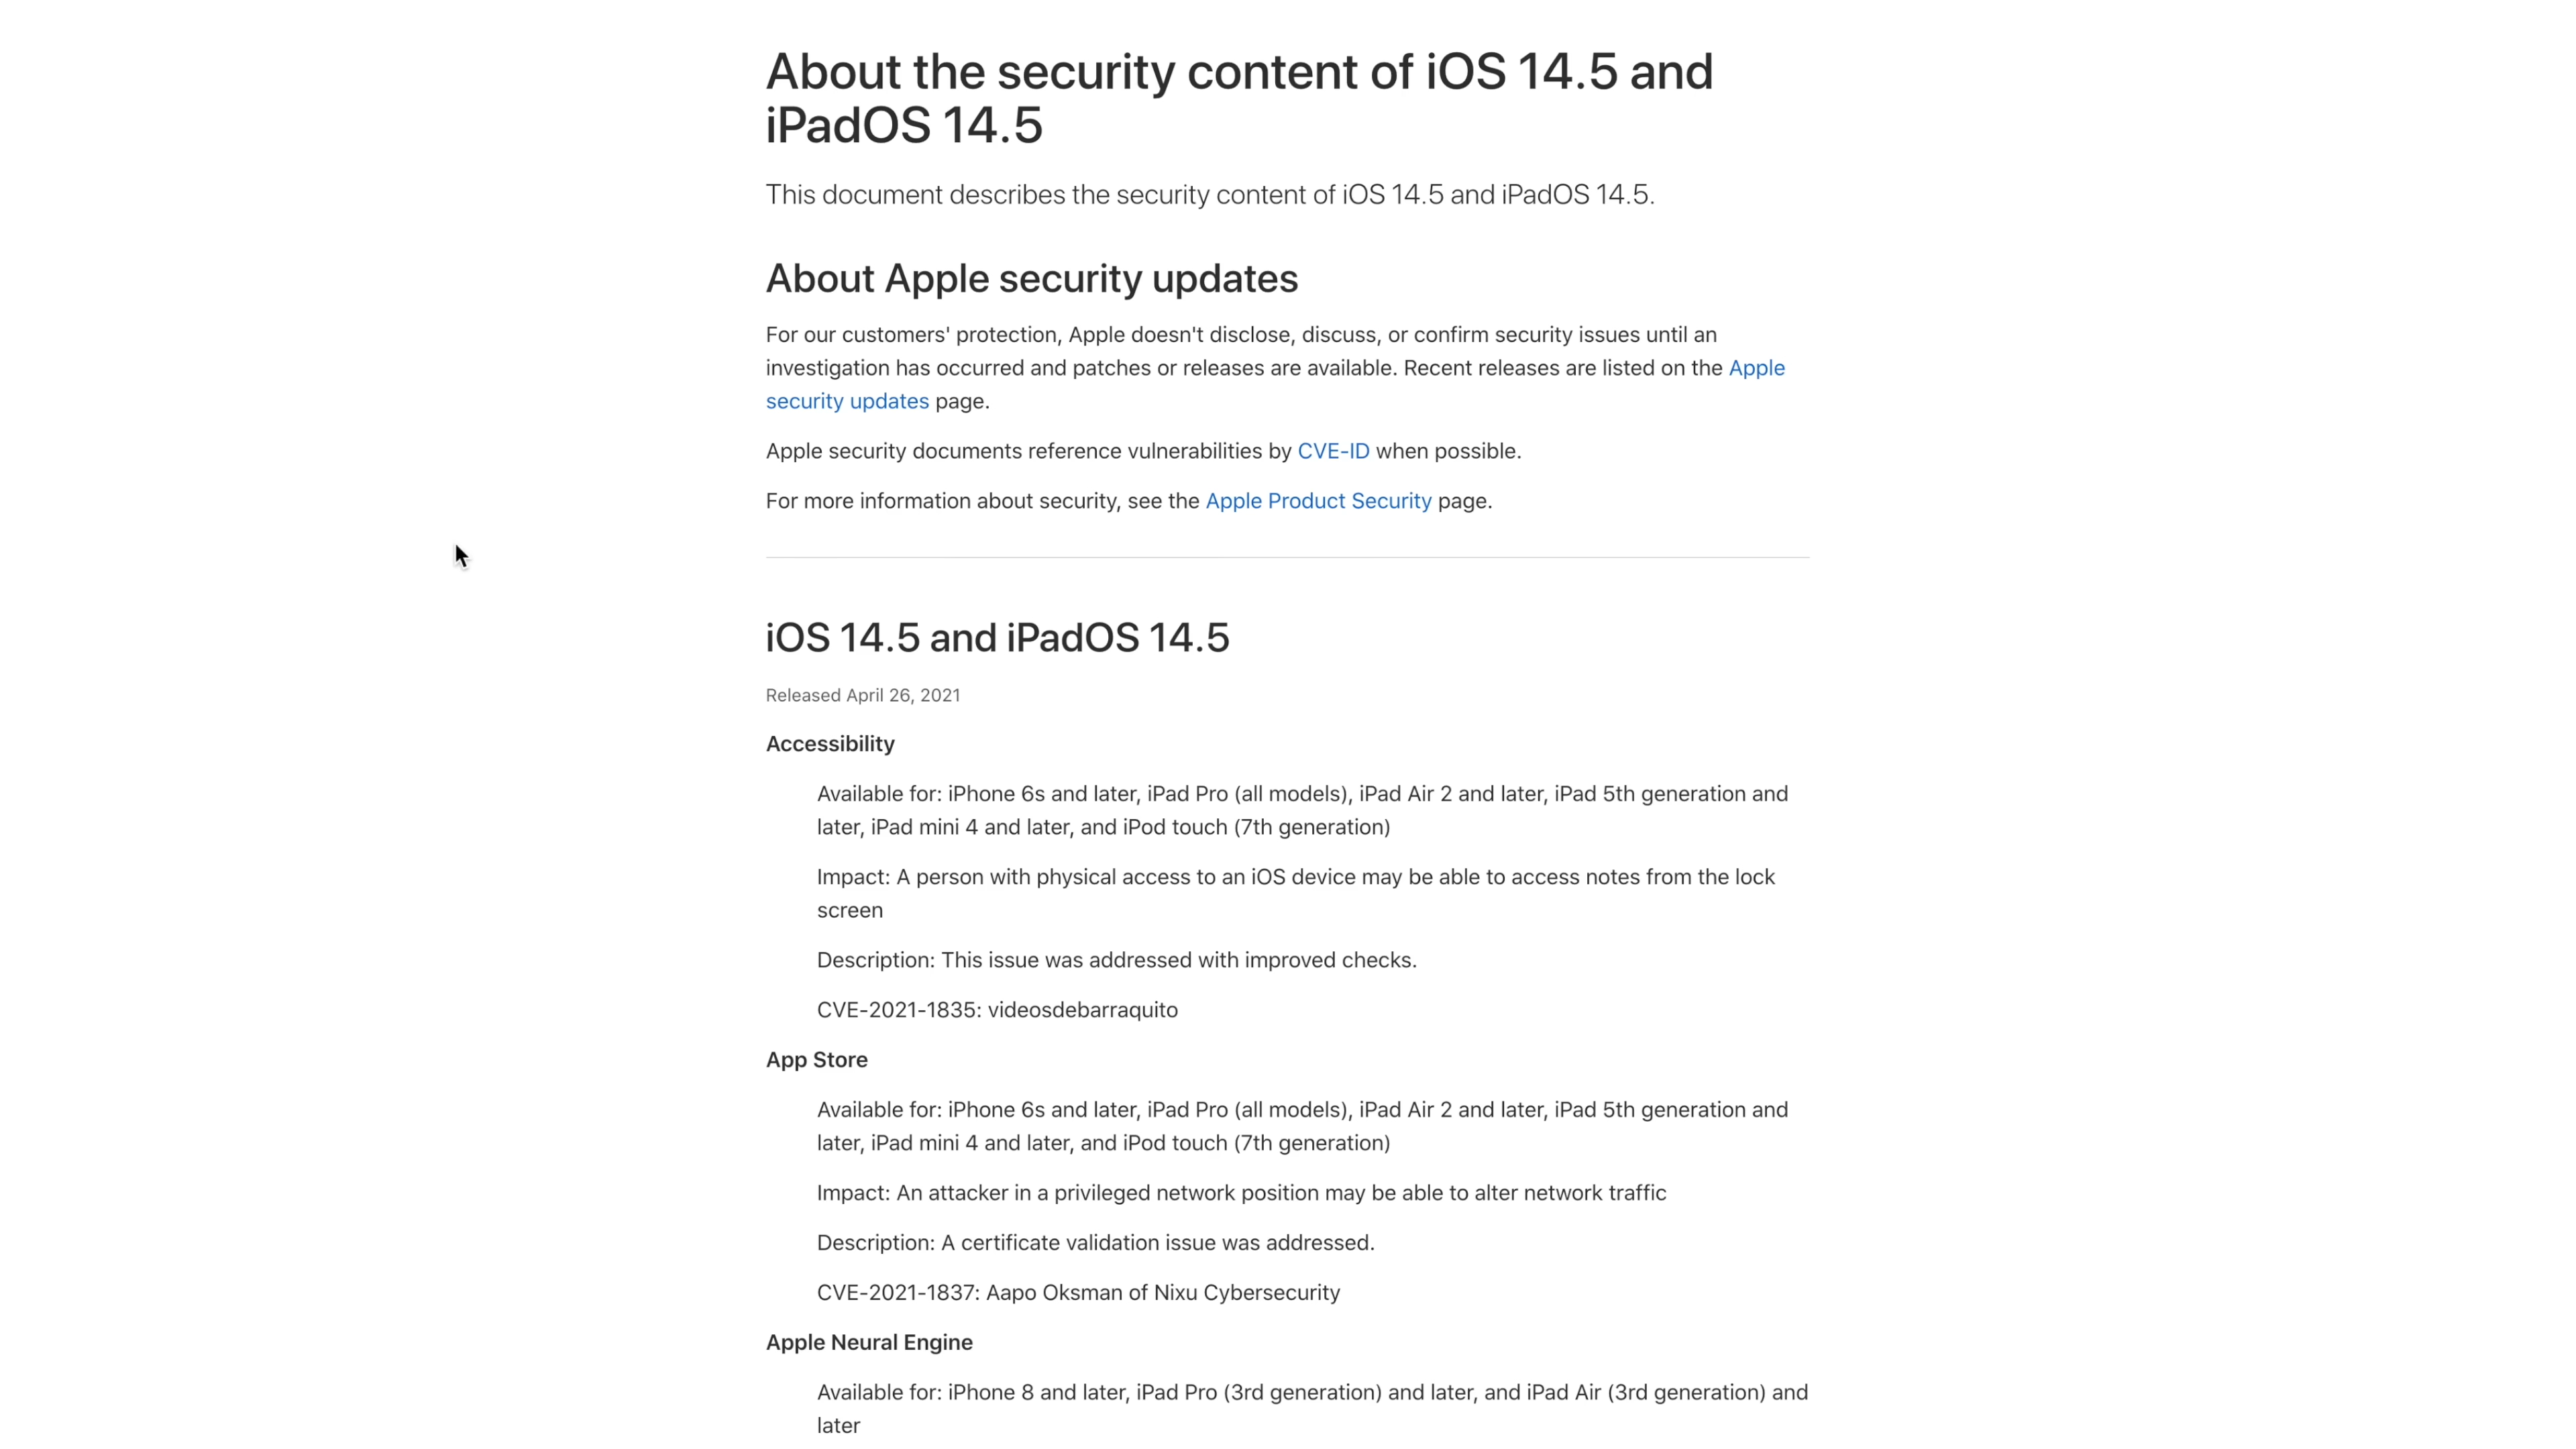 About the security content of iOS 14.5 and
iPadOS 14.5
This document describes the security content of iOS 14.5 and iPadOS 14.5.
About Apple security updates
For our customers' protection, Apple doesn't disclose, discuss, or confirm security issues until an
investigation has occurred and patches or releases are available. Recent releases are listed on the Apple
security updates page.
Apple security documents reference vulnerabilities by CVE-ID when possible.
For more information about security, see the Apple Product Security page.
iOS 14.5 and iPadOS 14.5
Released April 26, 2021
Accessibility
Available for: iPhone 6s and later, iPad Pro (all models), iPad Air 2 and later, iPad 5th generation and
later, iPad mini 4 and later, and iPod touch (7th generation)
Impact: A person with physical access to an iOS device may be able to access notes from the lock
screen
Description: This issue was addressed with improved checks.
CVE-2021-1835: videosdebarraquito
App Store
Available for: iPhone 6s and later, iPad Pro (all models), iPad Air 2 and later, iPad 5th generation and
later, iPad mini 4 and later, and iPod touch (7th generation)
Impact: An attacker in a privileged network position may be able to alter network traffic
Description: A certificate validation issue was addressed.
CVE-2021-1837: Aapo Oksman of Nixu Cybersecurity
Apple Neural Engine
Available for: iPhone 8 and later, iPad Pro (3rd generation) and later, and iPad Air (3rd generation) and
later